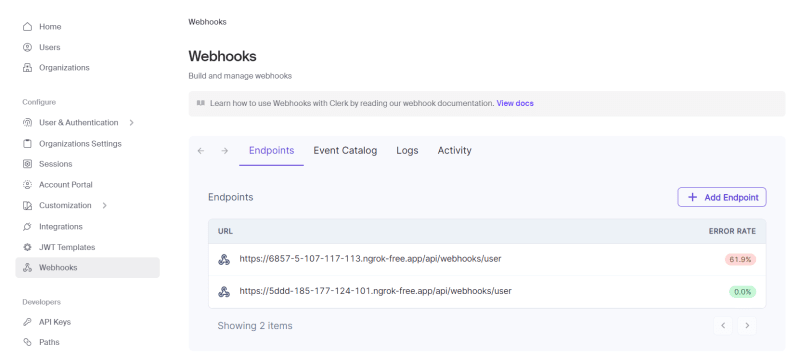 Home
Users
Organizations
Configure
User & Authentication
Organizations Settings
Sessions
Account Portal
Customization
Integrations
JWT Templates
Webhooks
Developers
API Keys
Paths
Webhooks
Webhooks
Build and manage webhooks
Learn how to use Webhooks with Clerk by reading our webhook documentation. View docs
Endpoints Event Catalog Logs Activity
Endpoints + Add Endpoint
URL ERROR RATE
https://6857-5-107-117-113.ngrok-free.app/api/webhooks/user 61.9%
https://5ddd-185-177-124-101.ngrok-free.app/api/webhooks/user 0.0%
Showing 2 items